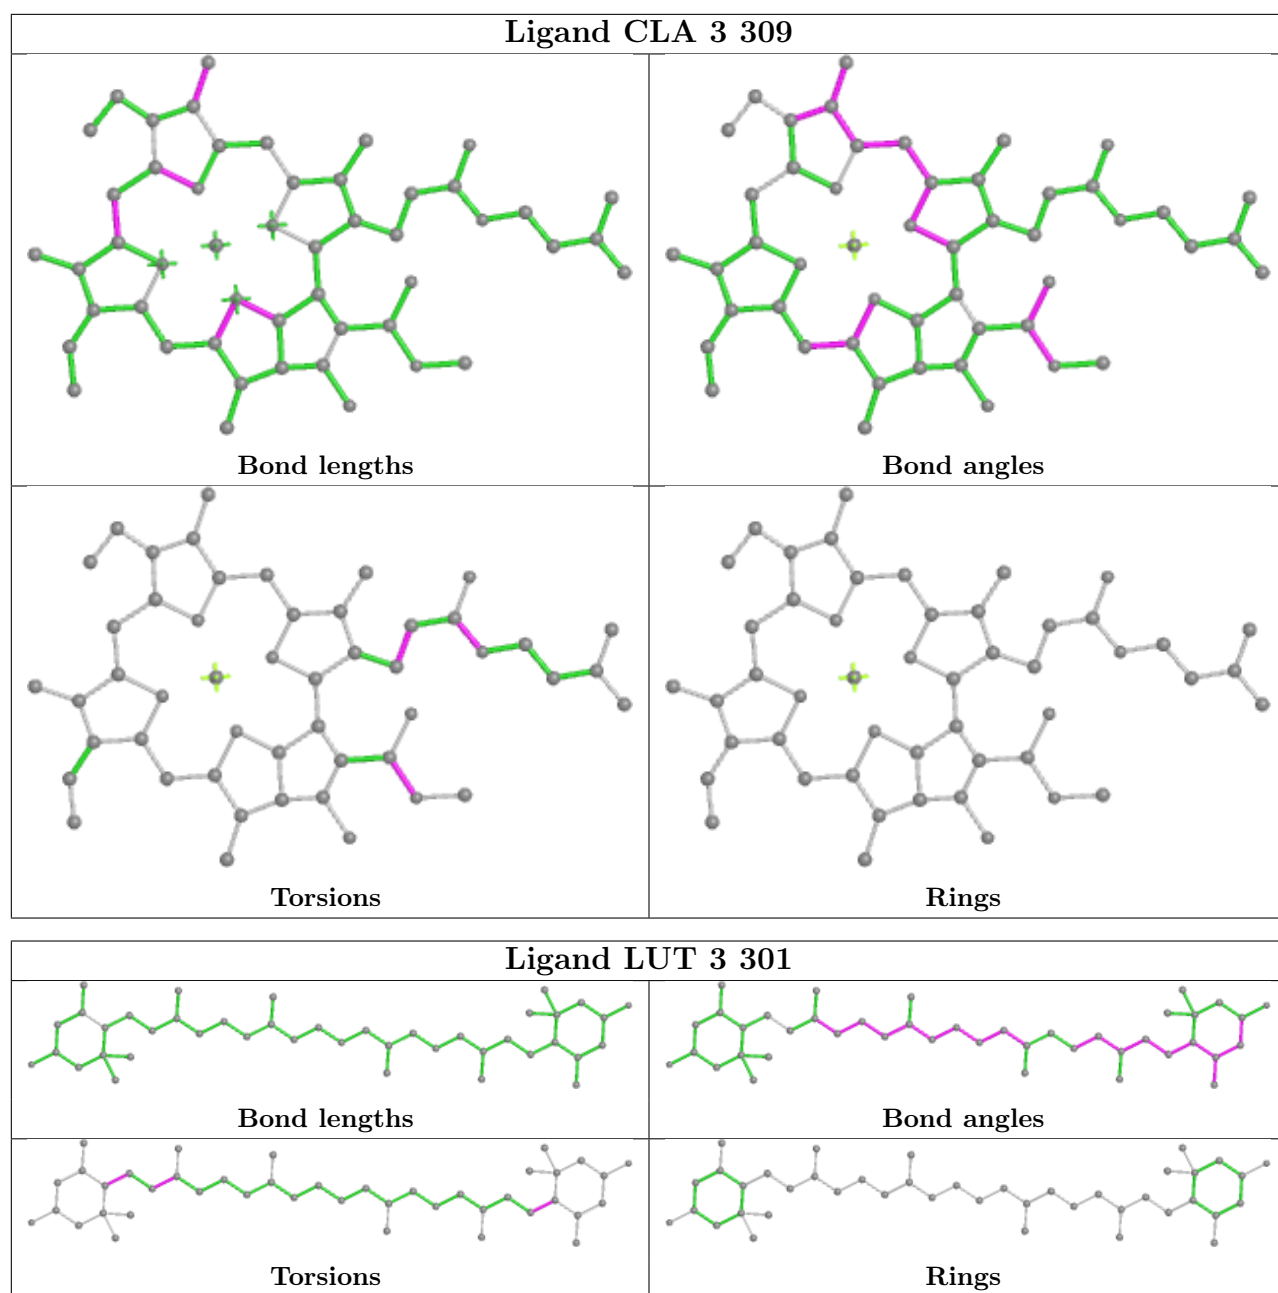 Ligand CLA 3 309
Bond lengths
Bond angles
Torsions
Rings
Ligand LUT 3 301
Bond lengths
Bond angles
Torsions
Rings